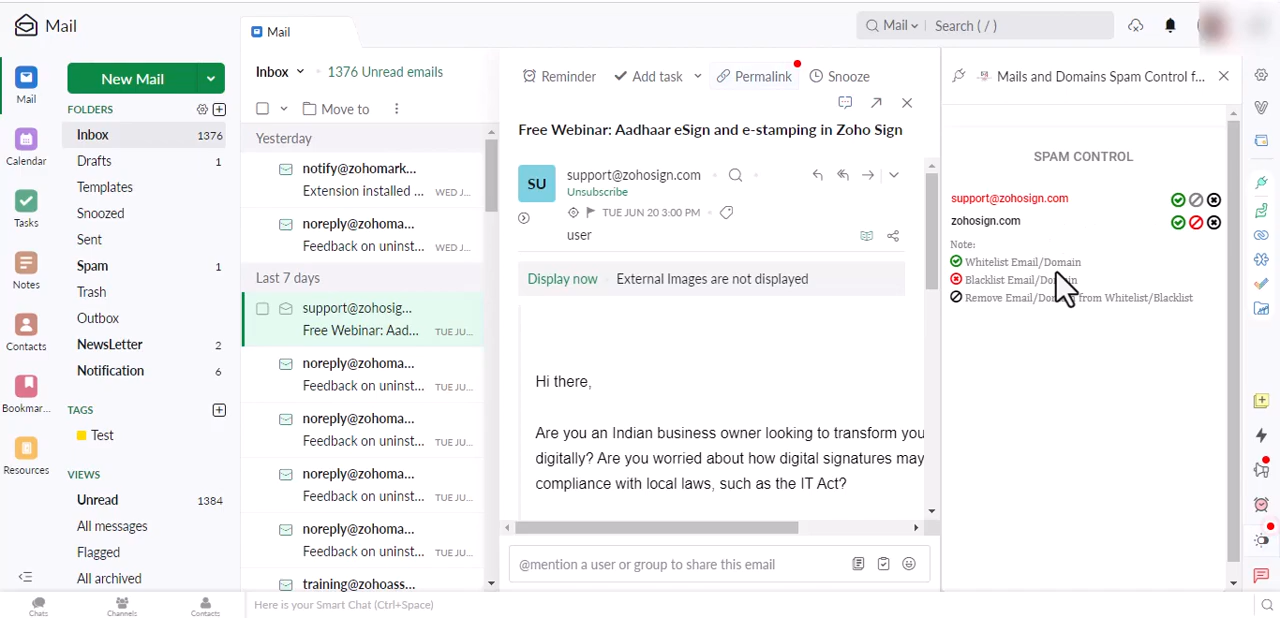 Mail
Mail
Mail
Search ( / )
New Mail
Mail
FOLDERS
Inbox
1376
Drafts
1
Templates
Snoozed
Sent
Spam
1
Trash
Outbox
NewsLetter
2
Notification
6
TAGS
Test
VIEWS
Unread
1384
All messages
Flagged
All archived
Calendar
Tasks
Notes
Contacts
Bookmar...
Resources
Inbox
1376 Unread emails
Move to
Yesterday
notify@zohomark...
Extension installed ...
WED J...
noreply@zohoma...
Feedback on uninst...
WED J...
Last 7 days
support@zohosig...
Free Webinar: Aad...
TUE JU...
noreply@zohoma...
Feedback on uninst...
TUE JU...
noreply@zohoma...
Feedback on uninst...
TUE JU...
noreply@zohoma...
Feedback on uninst...
TUE JU...
noreply@zohoma...
Feedback on uninst...
TUE JU...
training@zohoass...
Reminder
Add task
Permalink
Snooze
Free Webinar: Aadhaar eSign and e-stamping in Zoho Sign
SU
support@zohosign.com
Unsubscribe
TUE JUN 20 3:00 PM
user
Display now
External Images are not displayed
Hi there,
Are you an Indian business owner looking to transform you
digitally? Are you worried about how digital signatures may
compliance with local laws, such as the IT Act?
@mention a user or group to share this email
Mails and Domains Spam Control f...
SPAM CONTROL
support@zohosign.com
zohosign.com
Note:
Whitelist Email/Domain
Blacklist Email/Domain
Remove Email/Domain from Whitelist/Blacklist
Chats
Channels
Contacts
Here is your Smart Chat (Ctrl+Space)